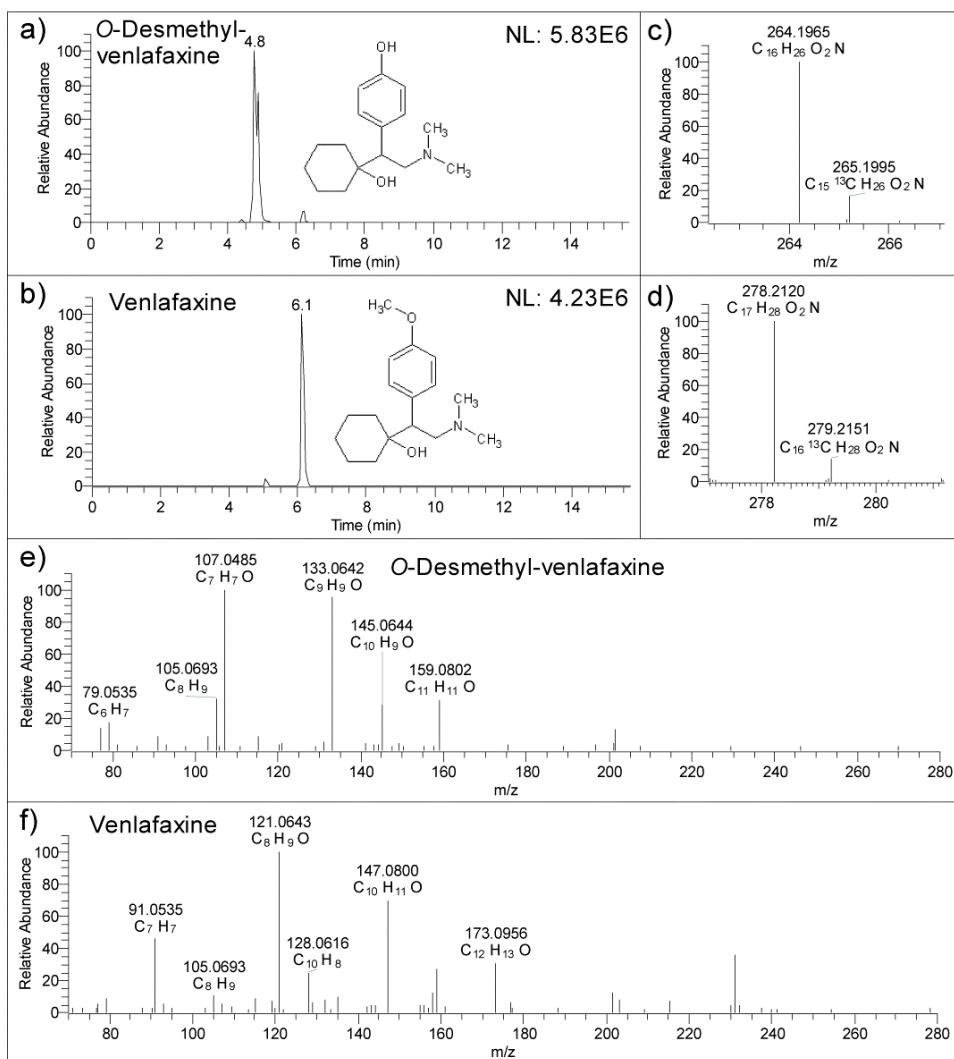 a) O-Desmethyl-
venlafaxine
4.8
NL: 5.83E6
Relative Abundance
100
80
60
40
20
0
OH
CH₃
N
CH₃
OH
0 2 4 6 8 10 12 14
Time (min)
c)
264.1965
C₁₆ H₂₆ O₂ N
Relative Abundance
100
80
60
40
20
0
265.1995
C₁₅ ¹³C H₂₆ O₂ N
264 266
m/z
b) Venlafaxine
6.1
NL: 4.23E6
Relative Abundance
100
80
60
40
20
0
H₃C
O
CH₃
N
CH₃
OH
0 2 4 6 8 10 12 14
Time (min)
d)
278.2120
C₁₇ H₂₈ O₂ N
Relative Abundance
100
80
60
40
20
0
279.2151
C₁₆ ¹³C H₂₈ O₂ N
278 280
m/z
e)
O-Desmethyl-venlafaxine
Relative Abundance
100
80
60
40
20
0
79.0535
C₆ H₇
105.0693
C₈ H₉
107.0485
C₇ H₇ O
133.0642
C₉ H₉ O
145.0644
C₁₀ H₉ O
159.0802
C₁₁ H₁₁ O
80 100 120 140 160 180 200 220 240 260 280
m/z
f) Venlafaxine
Relative Abundance
100
80
60
40
20
0
91.0535
C₇ H₇
105.0693
C₈ H₉
121.0643
C₈ H₉ O
128.0616
C₁₀ H₈
147.0800
C₁₀ H₁₁ O
173.0956
C₁₂ H₁₃ O
80 100 120 140 160 180 200 220 240 260 280
m/z